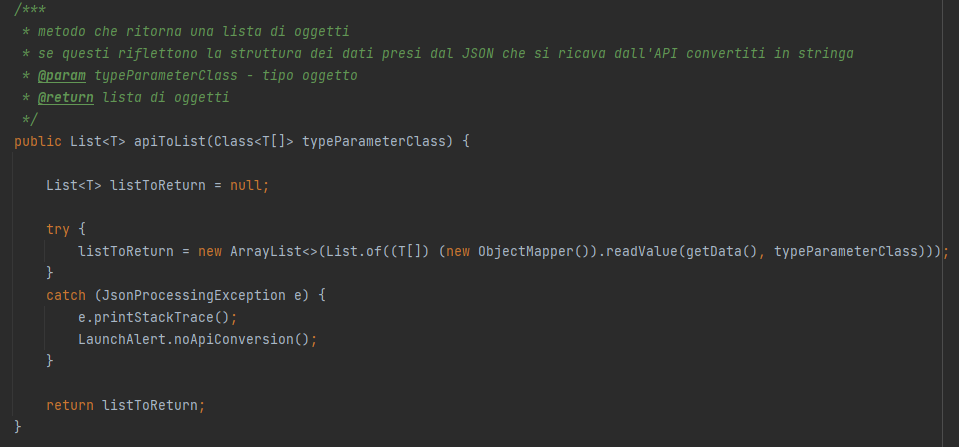 /***
 * metodo che ritorna una lista di oggetti
 * se questi riflettono la struttura dei dati presi dal JSON che si ricava dall'API convertiti in stringa
 * @param typeParameterClass - tipo oggetto
 * @return lista di oggetti
 */
public List<T> apiToList(Class<T[]> typeParameterClass) {
    List<T> listToReturn = null;
    try {
        listToReturn = new ArrayList<>(List.of((T[]) (new ObjectMapper()).readValue(getData(), typeParameterClass)));
    }
    catch (JsonProcessingException e) {
        e.printStackTrace();
        LaunchAlert.noApiConversion();
    }
    return listToReturn;
}